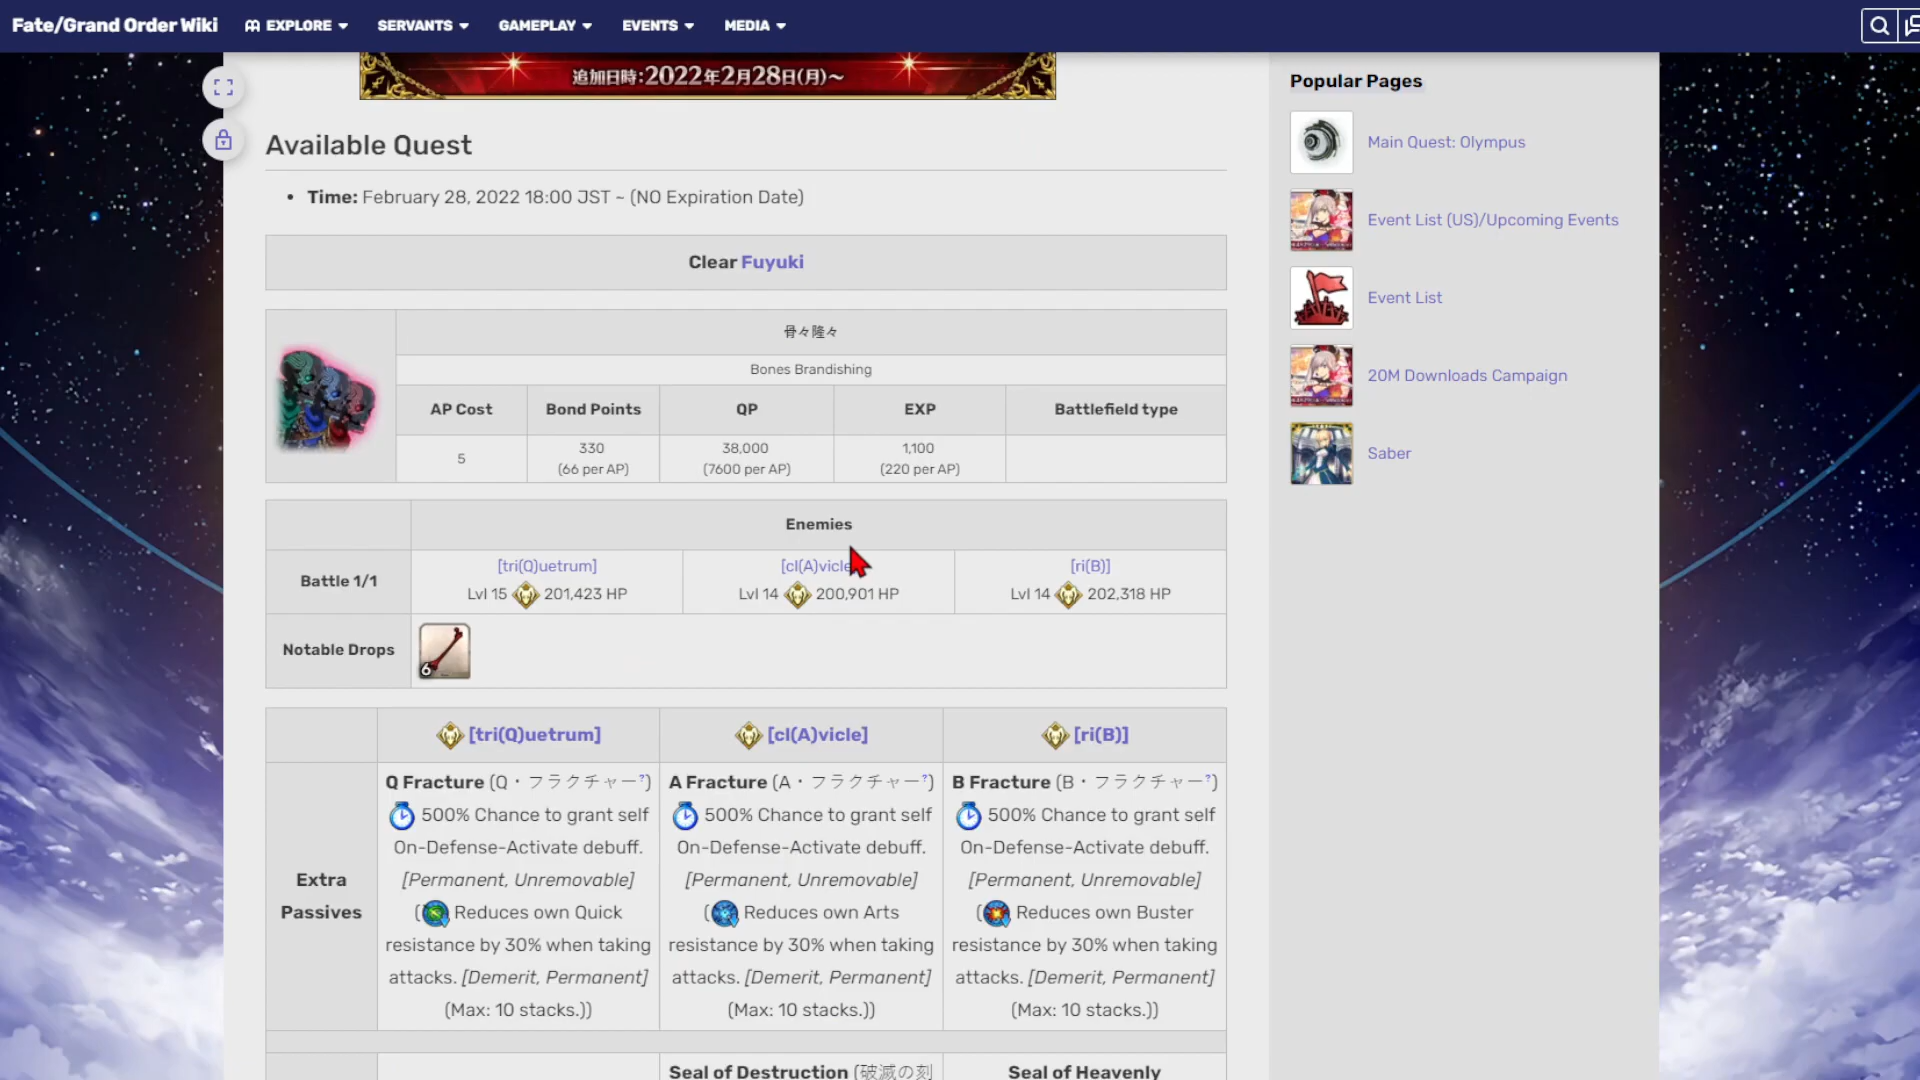 Fate/Grand Order Wiki
EXPLORE
SERVANTS
GAMEPLAY
EVENTS
MEDIA
追加日時:2022年2月28日(月)~
Available Quest
• Time: February 28, 2022 18:00 JST ~ (NO Expiration Date)
Clear Fuyuki
骨々隆々
Bones Brandishing
AP Cost
Bond Points
QP
EXP
Battlefield type
5
330
(66 per AP)
38,000
(7600 per AP)
1,100
(220 per AP)
Enemies
Battle 1/1
[tri(Q)uetrum]
Lvl 15 201,423 HP
[cl(A)vicle
Lvl 14 200,901 HP
[ri(B)]
Lvl 14 202,318 HP
Notable Drops
6
[tri(Q)uetrum]
[cl(A)vicle]
[ri(B)]
Extra
Passives
Q Fracture (Q・フラクチャー?)
500% Chance to grant self
On-Defense-Activate debuff.
[Permanent, Unremovable]
( Reduces own Quick
resistance by 30% when taking
attacks. [Demerit, Permanent]
(Max: 10 stacks.))
A Fracture (A・フラクチャー?)
500% Chance to grant self
On-Defense-Activate debuff.
[Permanent, Unremovable]
( Reduces own Arts
resistance by 30% when taking
attacks. [Demerit, Permanent]
(Max: 10 stacks.))
B Fracture (B・フラクチャー?)
500% Chance to grant self
On-Defense-Activate debuff.
[Permanent, Unremovable]
( Reduces own Buster
resistance by 30% when taking
attacks. [Demerit, Permanent]
(Max: 10 stacks.))
Seal of Destruction (破滅の刻
Seal of Heavenly
Popular Pages
Main Quest: Olympus
Event List (US)/Upcoming Events
Event List
20M Downloads Campaign
Saber